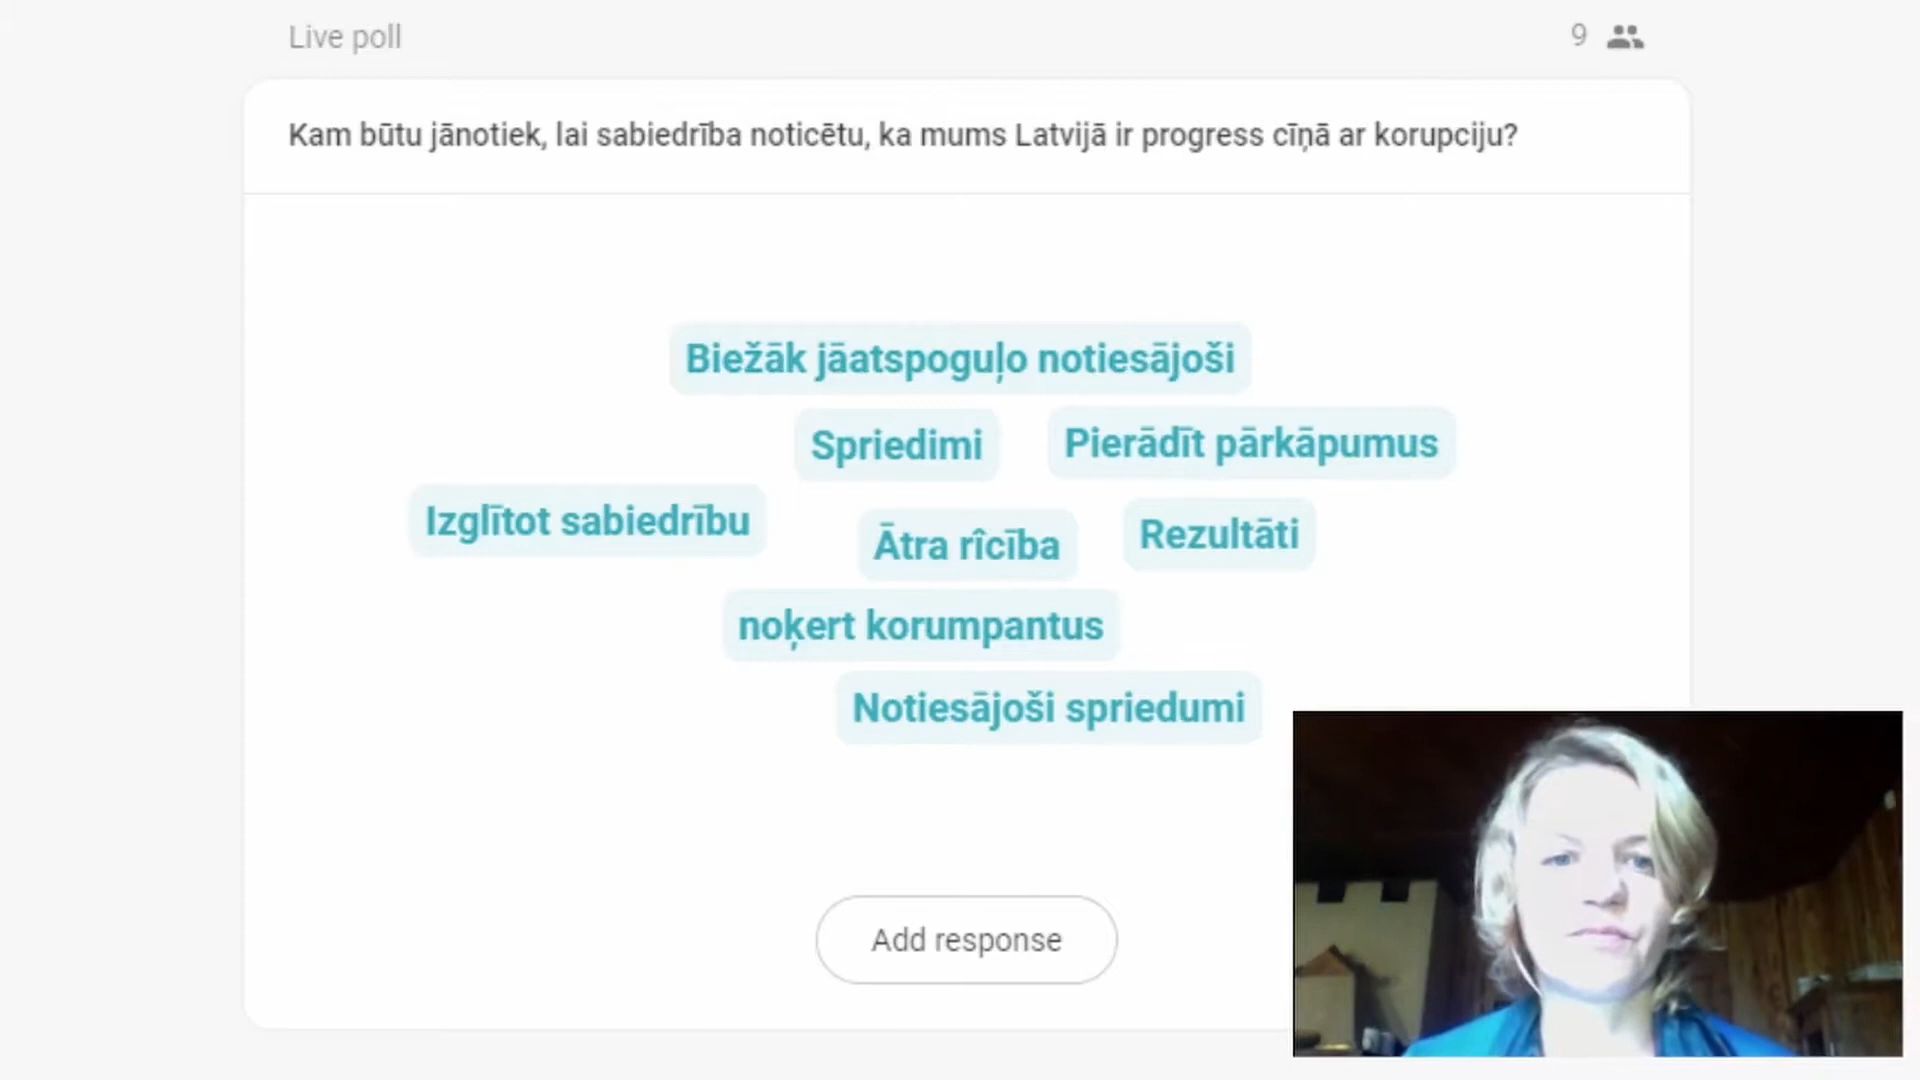 Live poll
9
Kam būtu jānotiek, lai sabiedrība noticētu, ka mums Latvijā ir progress cīņā ar korupciju?
Biežāk jāatspoguļo notiesājoši
Spriedimi
Pierādīt pārkāpumus
Izglītot sabiedrību
Ātra rîcība
Rezultāti
noķert korumpantus
Notiesājoši spriedumi
Add response